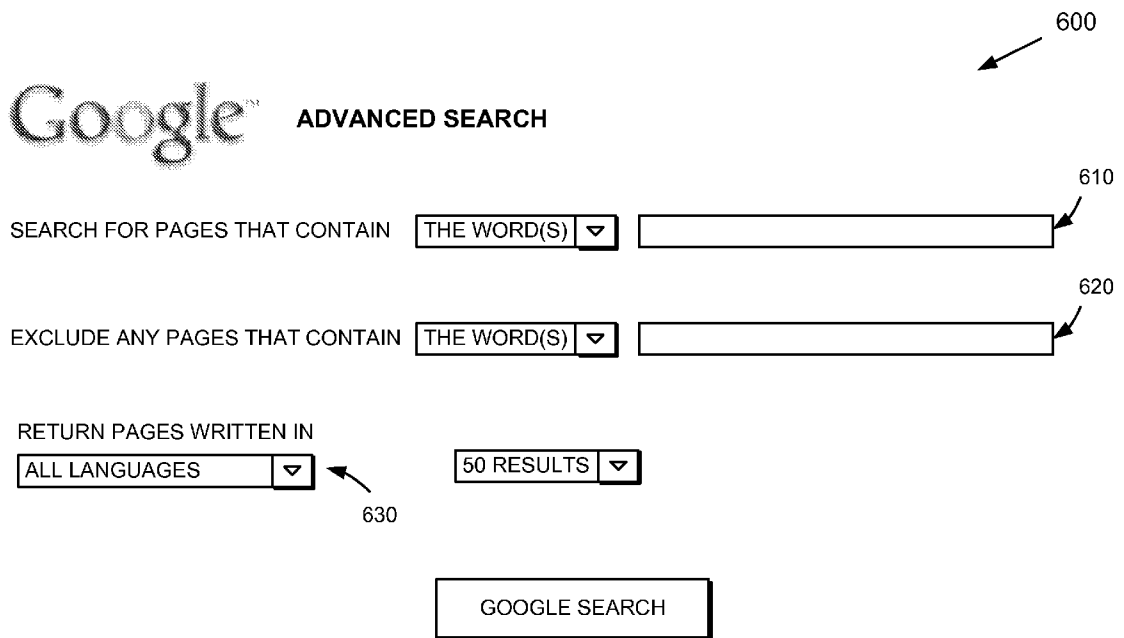 600
Google™ ADVANCED SEARCH
610
SEARCH FOR PAGES THAT CONTAIN THE WORD(S)
620
EXCLUDE ANY PAGES THAT CONTAIN THE WORD(S)
RETURN PAGES WRITTEN IN
ALL LANGUAGES 50 RESULTS
630
GOOGLE SEARCH